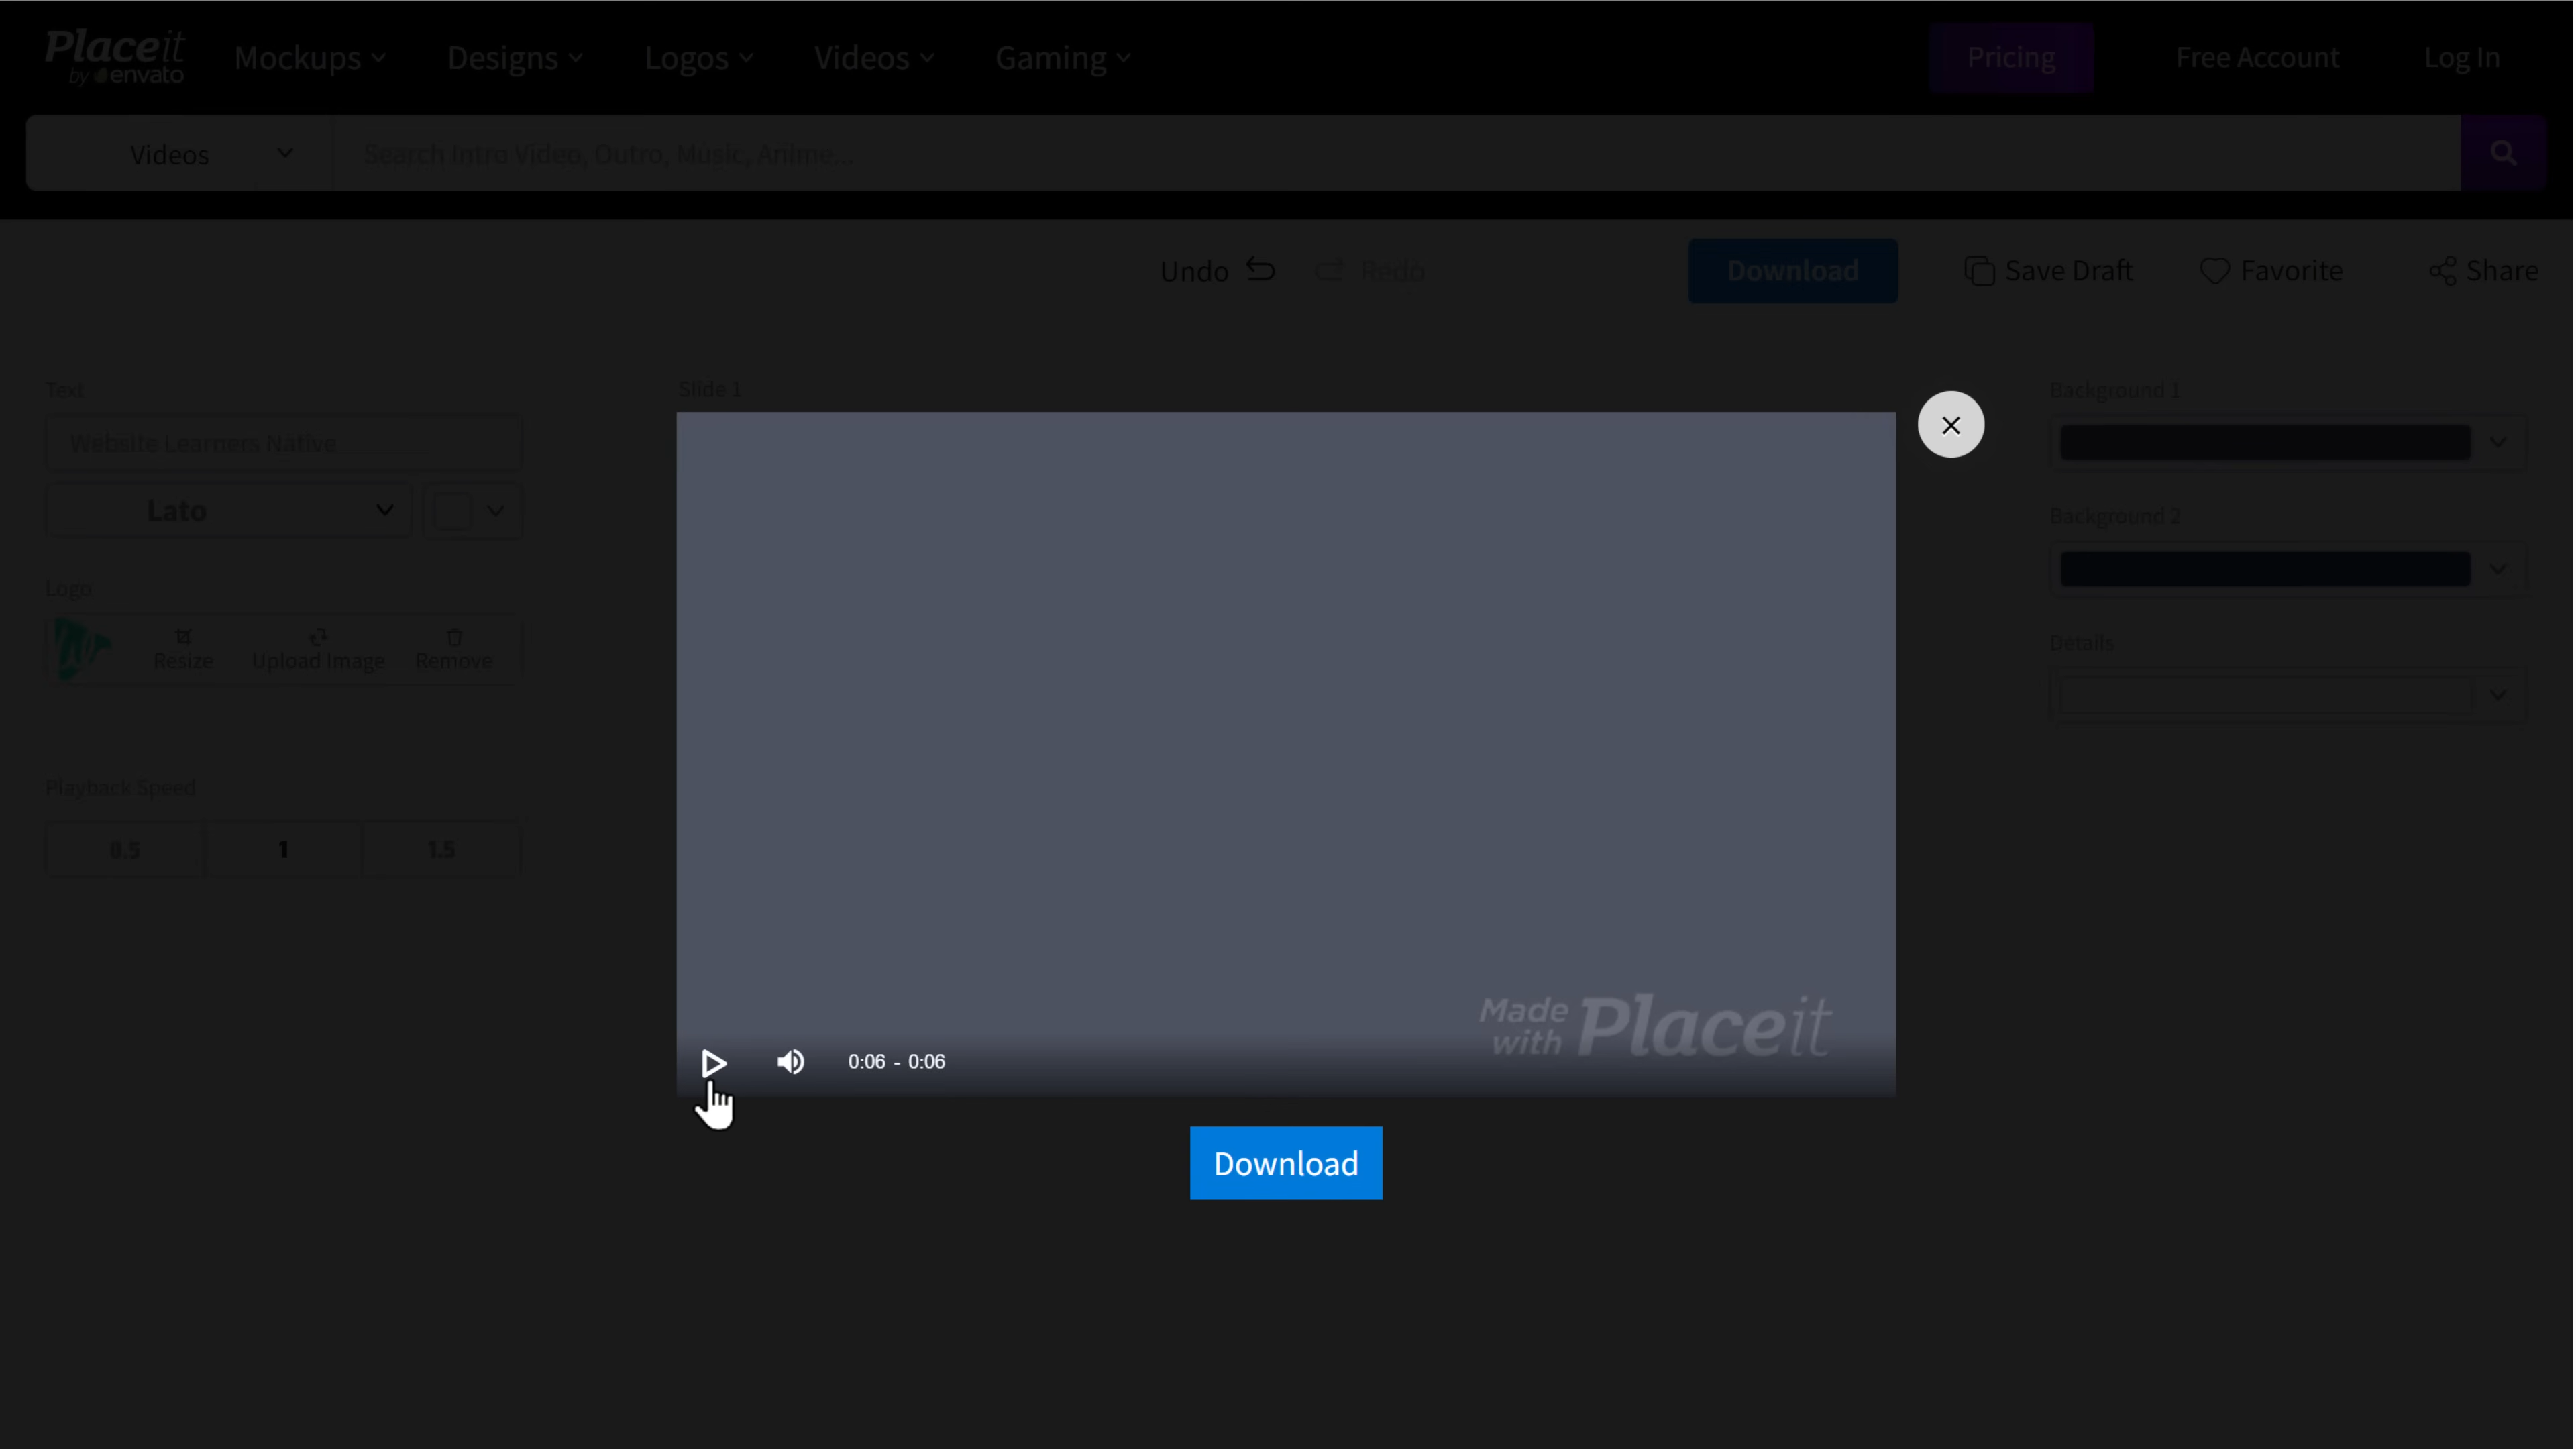 Placeit
by envato
Mockups
Designs
Logos
Videos
Gaming
Pricing
Free Account
Log In
Videos
Search Intro Video, Outro, Music, Anime...
Undo
Redo
Download
Save Draft
Favorite
Share
Text
Website Learners Native
Lato
Logo
Resize
Upload Image
Remove
Playback Speed
0.5
1
1.5
Slide 1
Made
with
Placeit
0:06 - 0:06
Download
Background 1
Background 2
Details